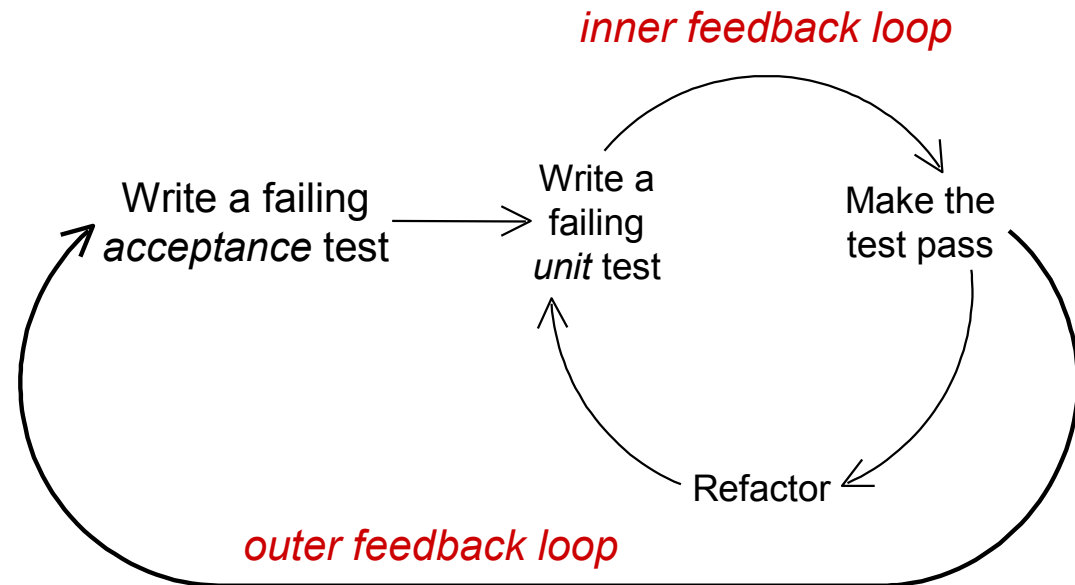 inner feedback loop
Write a failing
acceptance test
Write a
failing
unit test
Make the
test pass
Refactor
outer feedback loop